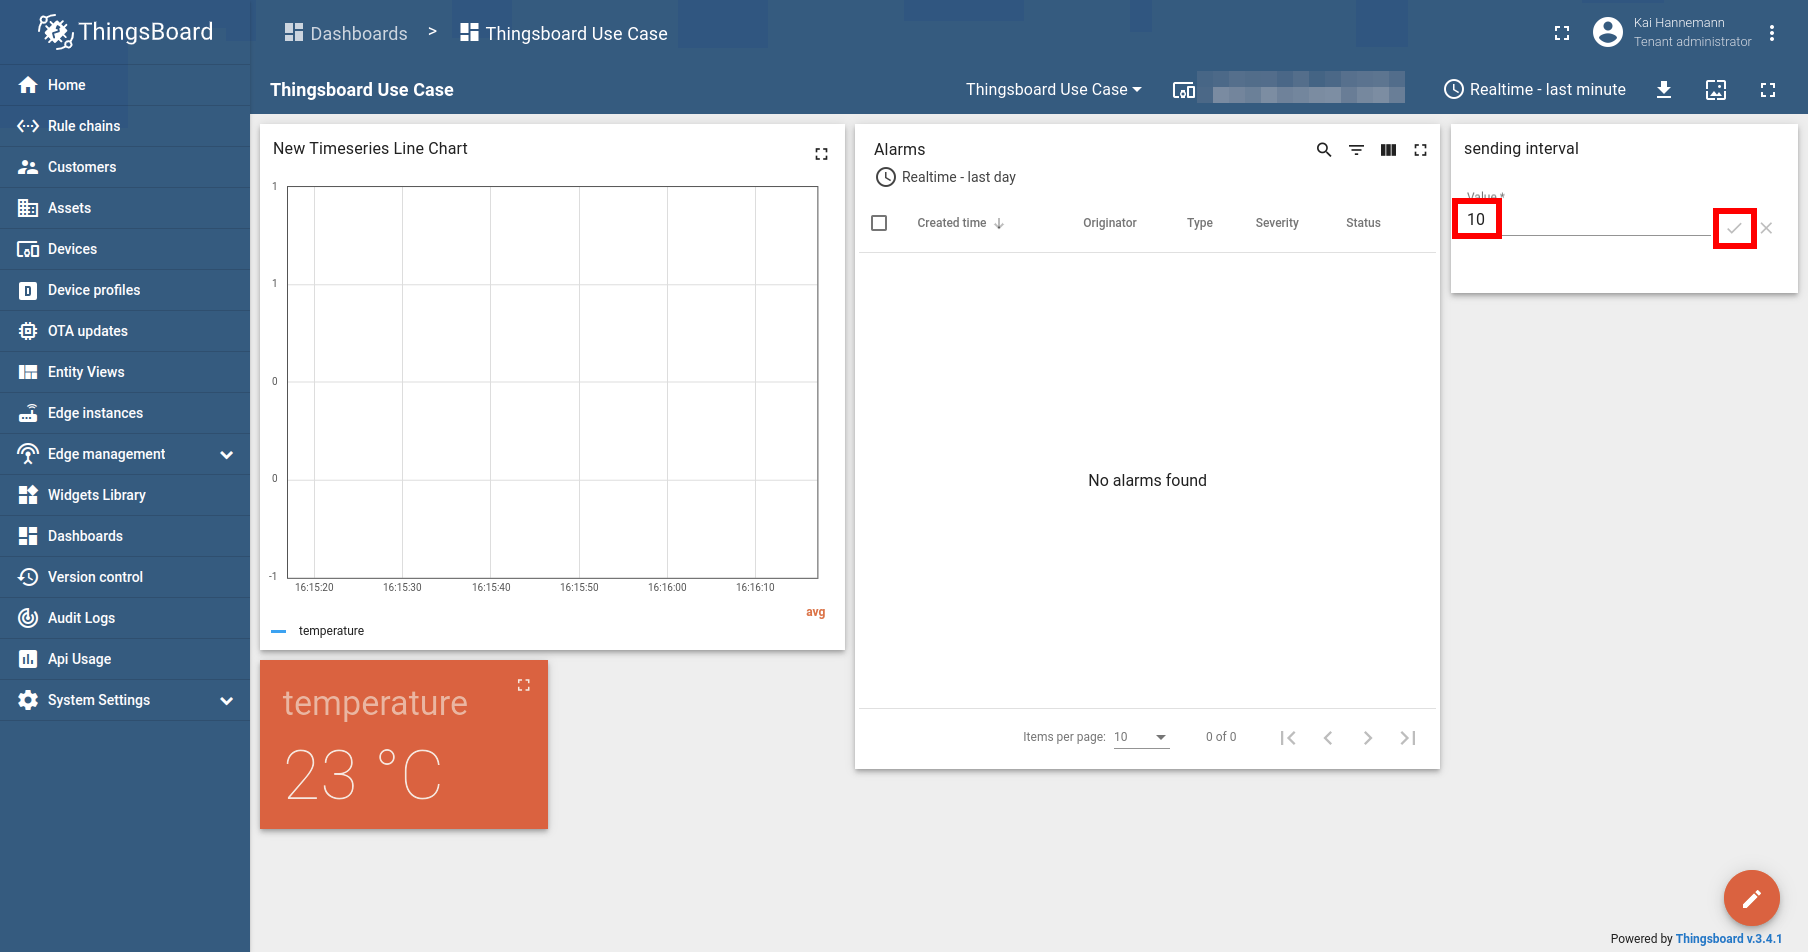 ThingsBoard
Dashboards > Thingsboard Use Case
Kai Hannemann
Tenant administrator
Home
Rule chains
Customers
Assets
Devices
Device profiles
OTA updates
Entity Views
Edge instances
Edge management
Widgets Library
Dashboards
Version control
Audit Logs
Api Usage
System Settings
Thingsboard Use Case
Thingsboard Use Case
Realtime - last minute
New Timeseries Line Chart
1
1
0
0
-1
16:15:20 16:15:30 16:15:40 16:15:50 16:16:00 16:16:10
avg
temperature
temperature
23 °C
Alarms
Realtime - last day
Created time Originator Type Severity Status
No alarms found
Items per page: 10 0 of 0
sending interval
Value *
10
Powered by Thingsboard v.3.4.1